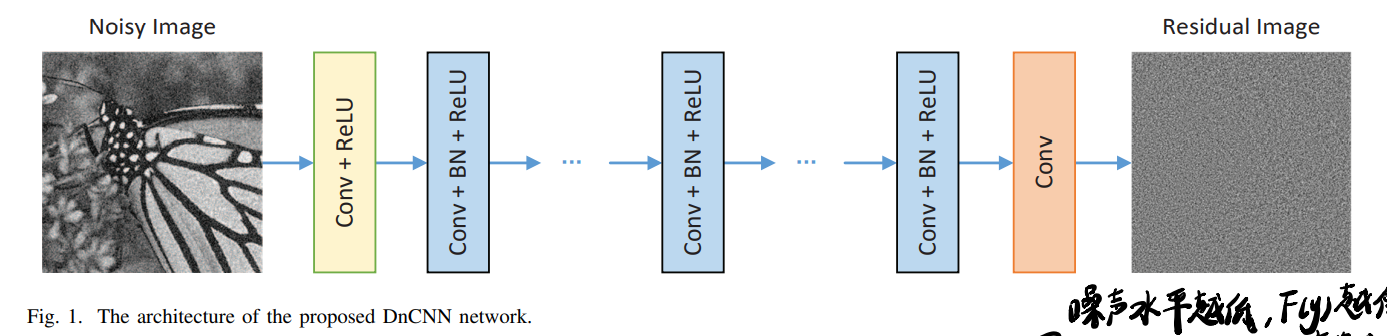 Noisy Image
Residual Image
Conv + ReLU
Conv + BN + ReLU
...
Conv + BN + ReLU
...
Conv + BN + ReLU
Conv
Fig. 1. The architecture of the proposed DnCNN network.
噪声水平越低，F(y)越